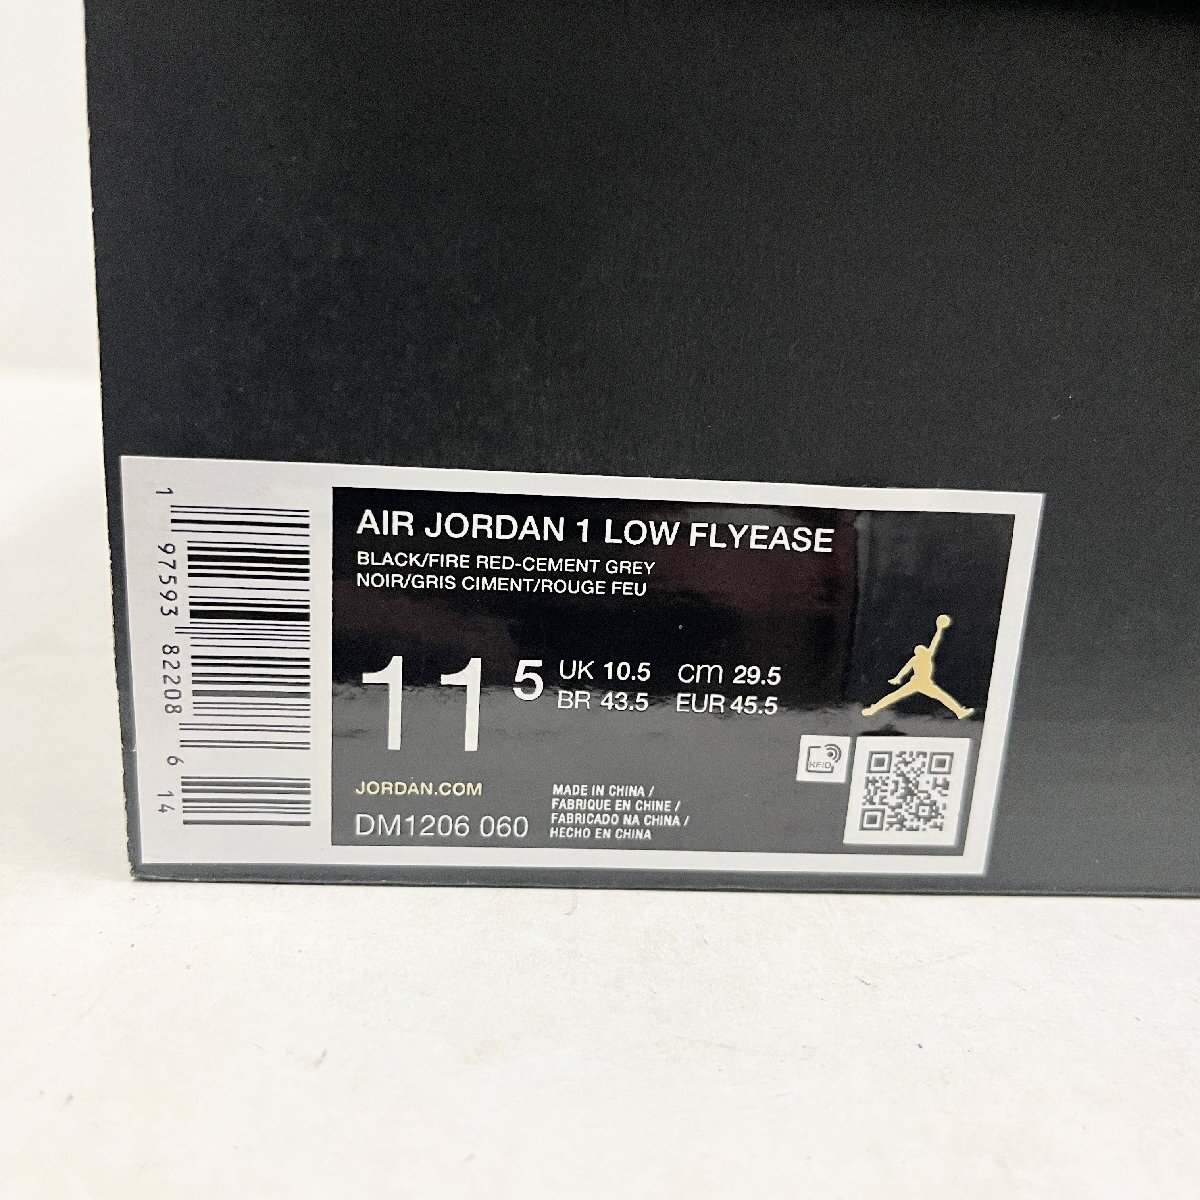 AIR JORDAN 1 LOW FLYEASE
BLACK/FIRE RED-CEMENT GREY
NOIR/GRIS CIMENT/ROUGE FEU
11 5
UK 10.5 cm 29.5
BR 43.5 EUR 45.5
RFID
JORDAN.COM
DM1206 060
MADE IN CHINA /
FABRIQUE EN CHINE /
FABRICADO NA CHINA /
HECHO EN CHINA
1 97593 82208 6 14